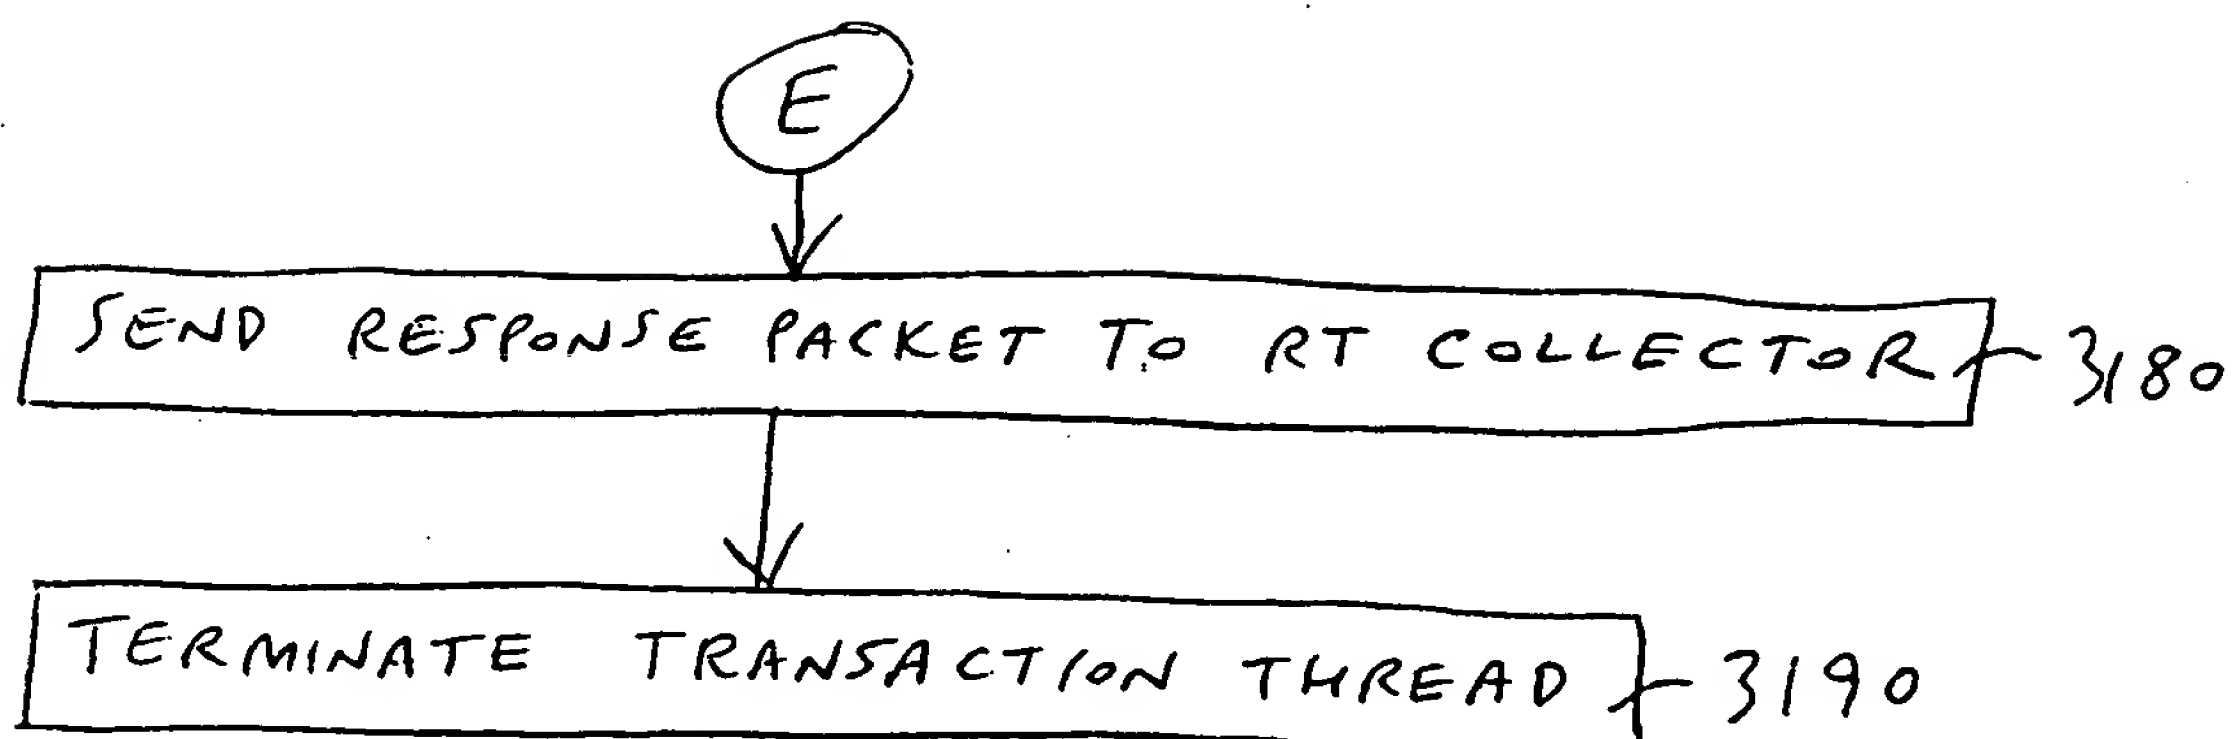 E
SEND RESPONSE PACKET TO RT COLLECTOR 3180
TERMINATE TRANSACTION THREAD 3190